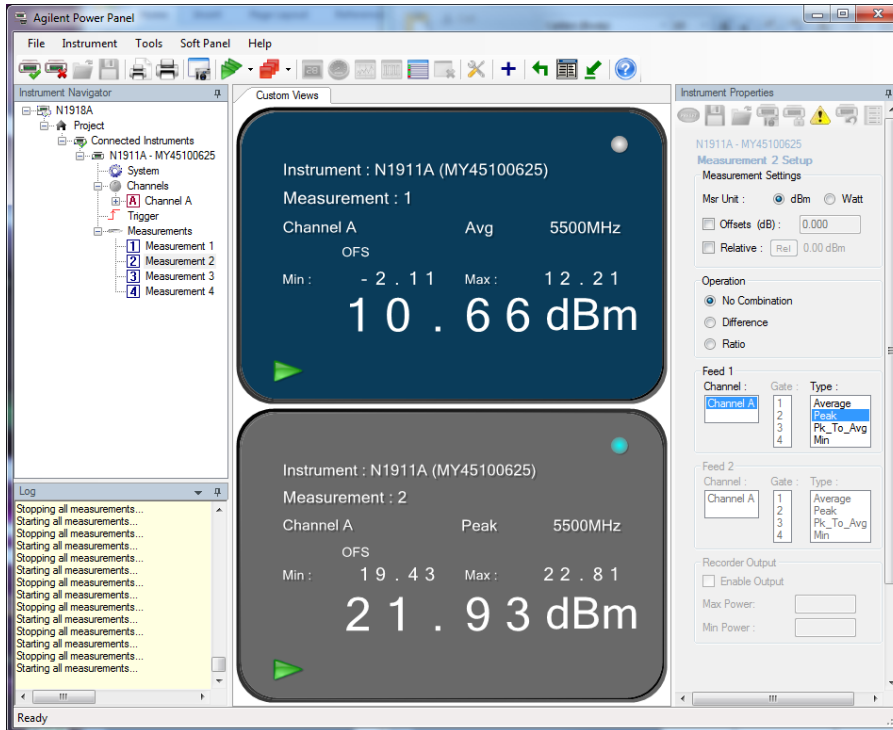 Agilent Power Panel
File Instrument Tools Soft Panel Help
Instrument Navigator
N1918A
Project
Connected Instruments
N1911A - MY45100625
System
Channels
A Channel A
Trigger
Measurements
1 Measurement 1
2 Measurement 2
3 Measurement 3
4 Measurement 4
Log
Stopping all measurements...
Starting all measurements...
Stopping all measurements...
Starting all measurements...
Stopping all measurements...
Starting all measurements...
Stopping all measurements...
Starting all measurements...
Stopping all measurements...
Starting all measurements...
Stopping all measurements...
Starting all measurements...
Stopping all measurements...
Starting all measurements...
Custom Views
Instrument : N1911A (MY45100625)
Measurement : 1
Channel A Avg 5500MHz
OFS
Min : -2.11 Max : 12.21
10.66 dBm
Instrument : N1911A (MY45100625)
Measurement : 2
Channel A Peak 5500MHz
OFS
Min : 19.43 Max : 22.81
21.93 dBm
Instrument Properties
N1911A - MY45100625
Measurement 2 Setup
Measurement Settings
Msr Unit : dBm Watt
Offsets (dB) : 0.000
Relative : Rel 0.00 dBm
Operation
No Combination
Difference
Ratio
Feed 1
Channel : Gate : Type :
Channel A 1 Average
2 Peak
3 Pk_To_Avg
4 Min
Feed 2
Channel : Gate : Type :
Channel A 1 Average
2 Peak
3 Pk_To_Avg
4 Min
Recorder Output
Enable Output
Max Power:
Min Power :
Ready